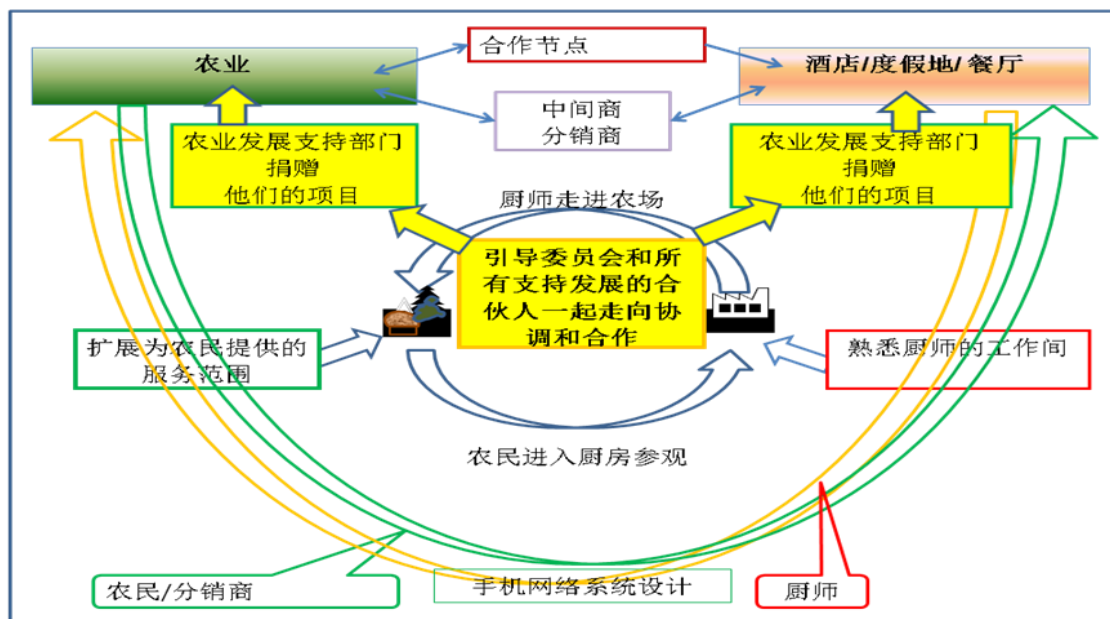 合作节点
农业
酒店/度假地/ 餐厅
中间商
分销商
农业发展支持部门
捐赠
他们的项目
农业发展支持部门
捐赠
他们的项目
厨师走进农场
引导委员会和所
有支持发展的合
伙人一起走向协
调和合作
扩展为农民提供的
服务范围
熟悉厨师的工作间
农民进入厨房参观
农民/分销商
手机网络系统设计
厨师